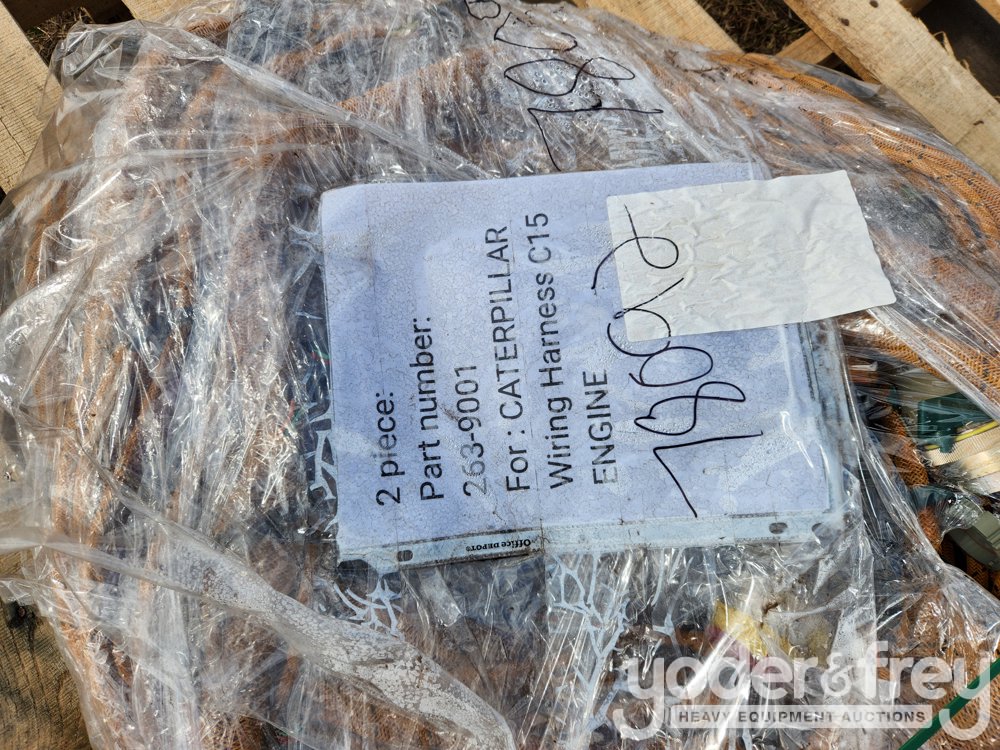 2 piece:
Part number:
263-9001
For : CATERPILLAR
Wiring Harness C15
ENGINE
Office DEPOT®
yoder&frey
HEAVY EQUIPMENT AUCTIONS